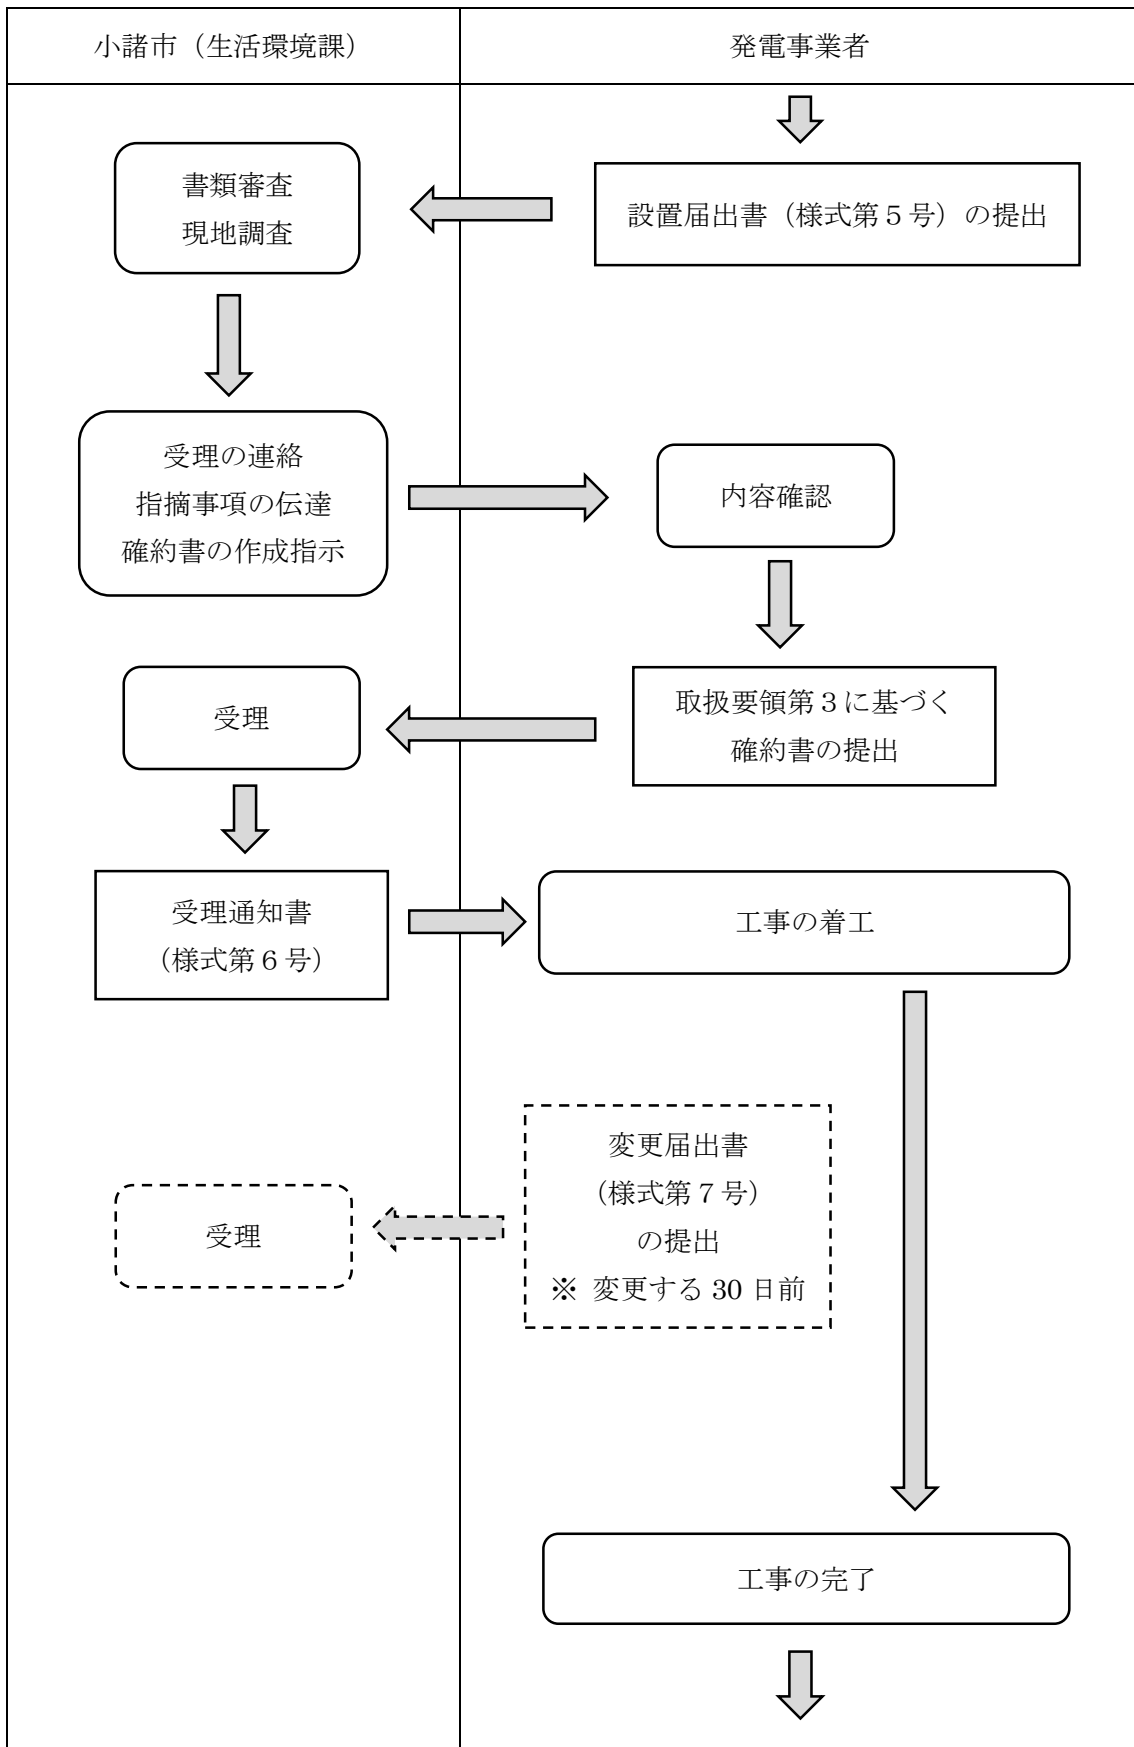 小諸市（生活環境課）
発電事業者
設置届出書（様式第５号）の提出
書類審査
現地調査
受理の連絡
指摘事項の伝達
確約書の作成指示
内容確認
取扱要領第３に基づく
確約書の提出
受理
受理通知書
（様式第６号）
工事の着工
変更届出書
（様式第７号）
の提出
※ 変更する 30 日前
受理
工事の完了